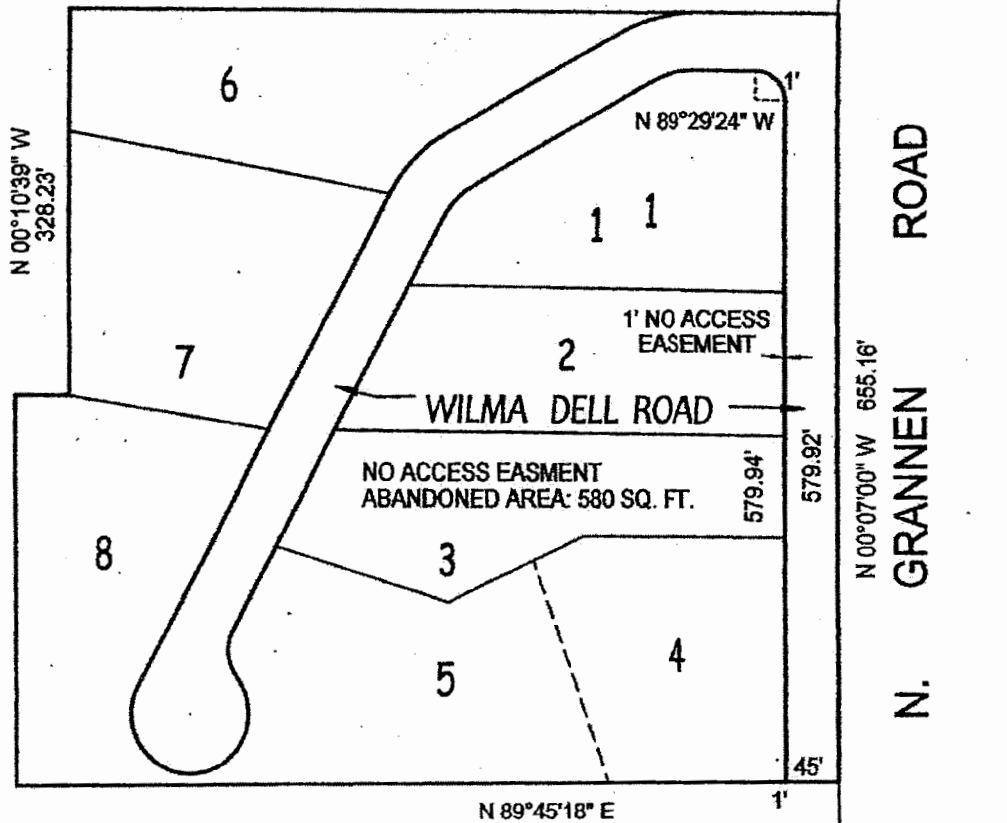 6
1'
N 89°29'24" W
ROAD
N 00°10'39" W
328.23'
1 1
1' NO ACCESS
EASEMENT
2
7
WILMA DELL ROAD
N 00°07'00" W 655.16'
NO ACCESS EASMENT
ABANDONED AREA: 580 SQ. FT.
579.94'
579.92'
GRANNEN
8
3
4
5
N.
45'
1'
N 89°45'18" E